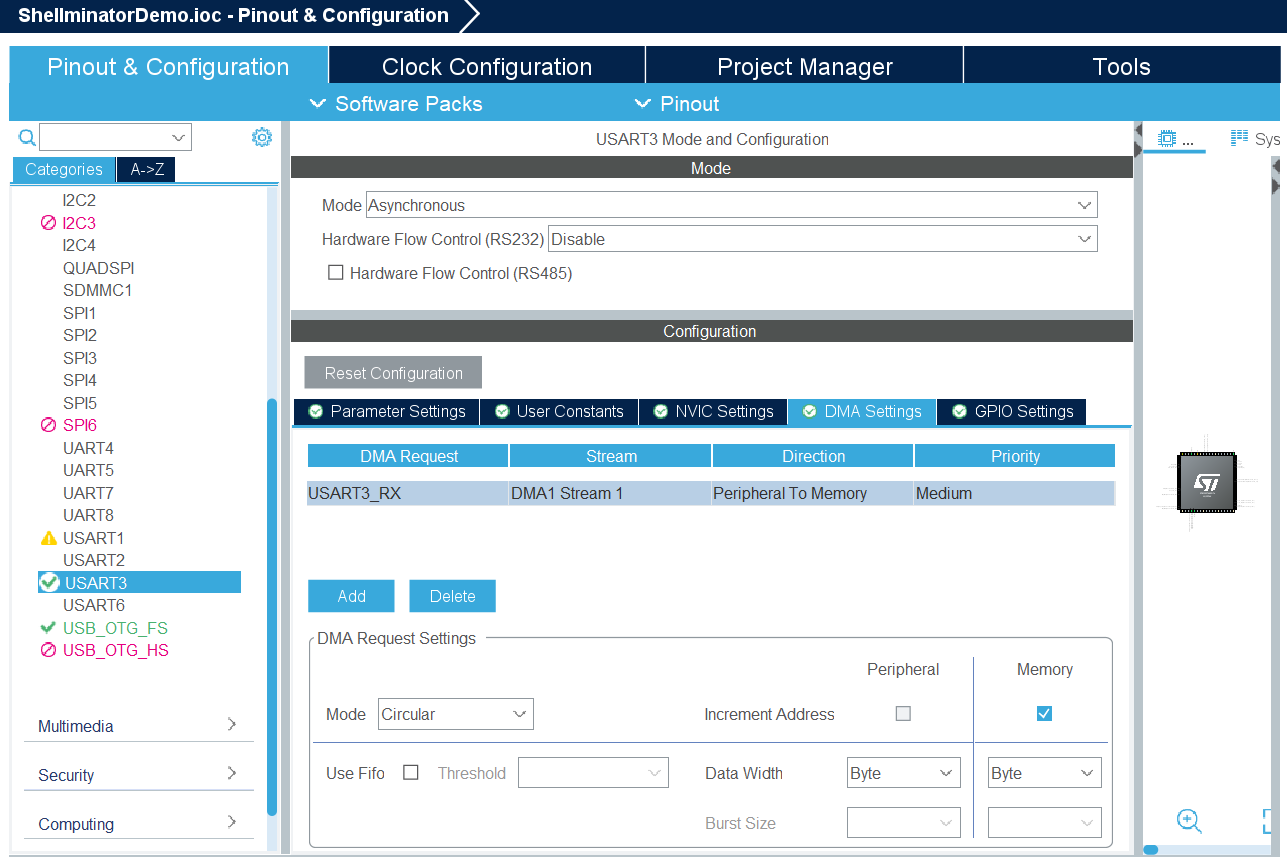 ShellminatorDemo.ioc - Pinout & Configuration
Pinout & Configuration
Clock Configuration
Project Manager
Tools
Software Packs
Pinout
Categories
A->Z
I2C2
I2C3
I2C4
QUADSPI
SDMMC1
SPI1
SPI2
SPI3
SPI4
SPI5
SPI6
UART4
UART5
UART7
UART8
USART1
USART2
USART3
USART6
USB_OTG_FS
USB_OTG_HS
Multimedia
Security
Computing
USART3 Mode and Configuration
Mode
Mode Asynchronous
Hardware Flow Control (RS232) Disable
Hardware Flow Control (RS485)
Configuration
Reset Configuration
Parameter Settings
User Constants
NVIC Settings
DMA Settings
GPIO Settings
DMA Request Stream Direction Priority
USART3_RX DMA1 Stream 1 Peripheral To Memory Medium
Add
Delete
DMA Request Settings
Peripheral Memory
Mode Circular
Increment Address
Use Fifo Threshold
Data Width Byte Byte
Burst Size
...
Sys
ST